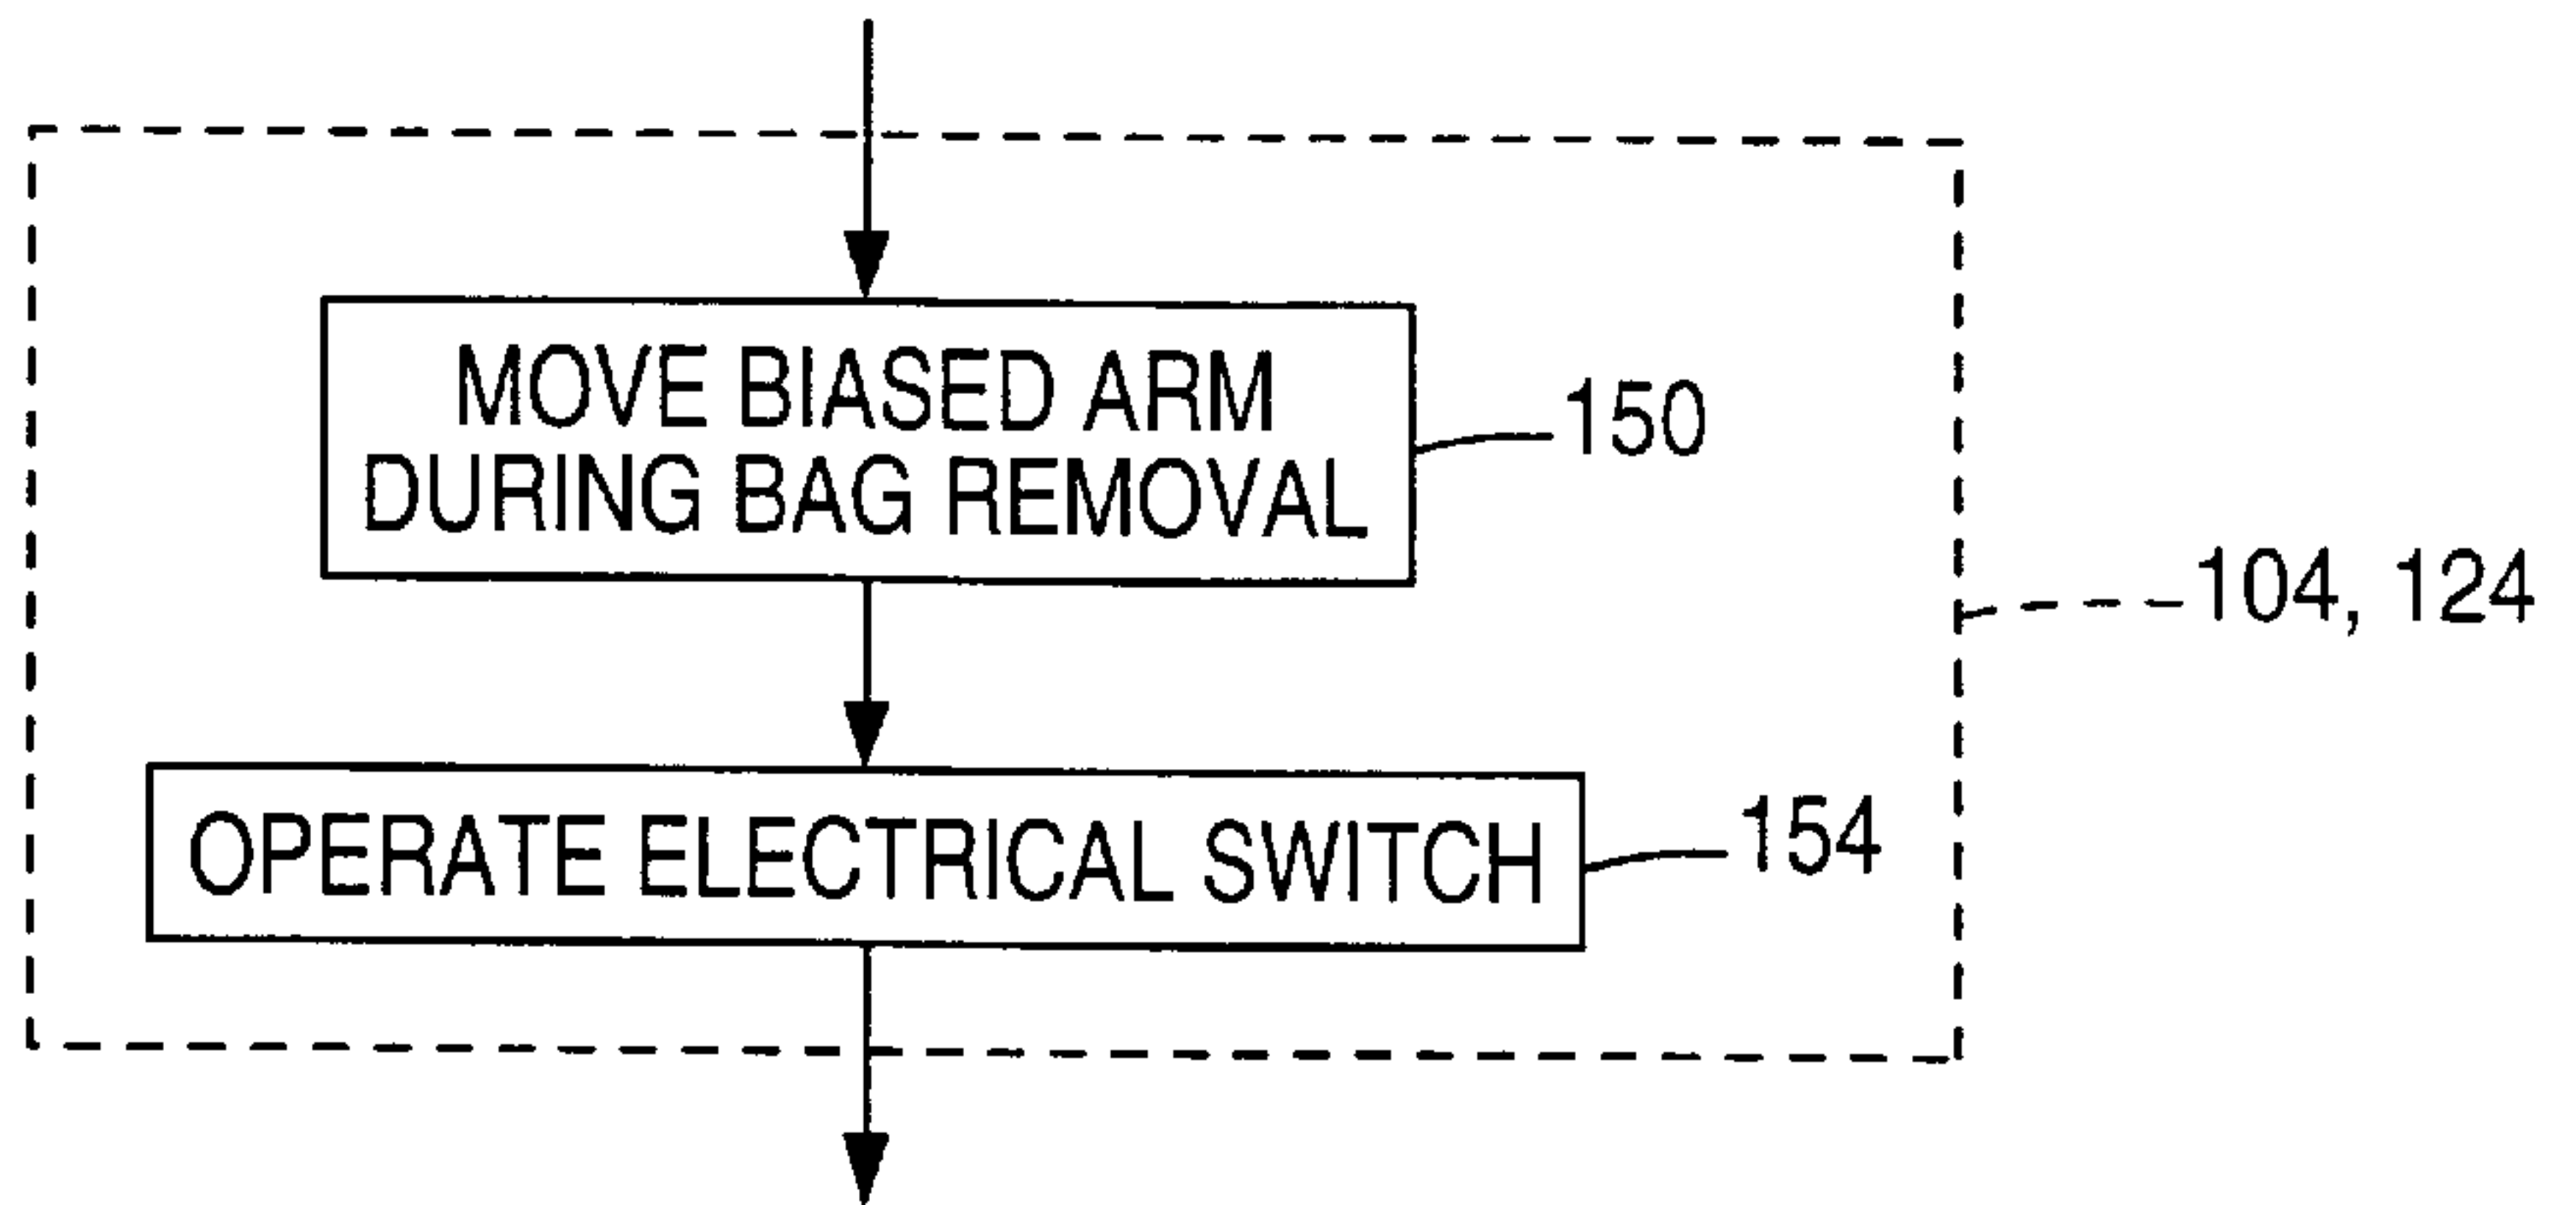 MOVE BIASED ARM
DURING BAG REMOVAL
150
104, 124
OPERATE ELECTRICAL SWITCH
154